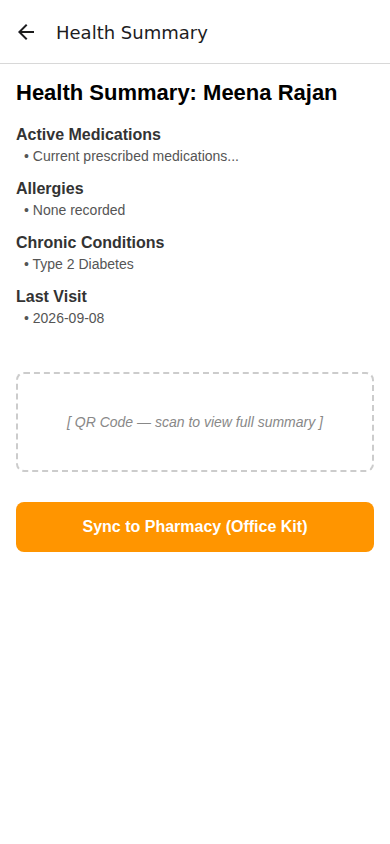 Health Summary
Health Summary: Meena Rajan
Active Medications
• Current prescribed medications...
Allergies
• None recorded
Chronic Conditions
• Type 2 Diabetes
Last Visit
• 2026-09-08
[ QR Code — scan to view full summary ]
Sync to Pharmacy (Office Kit)